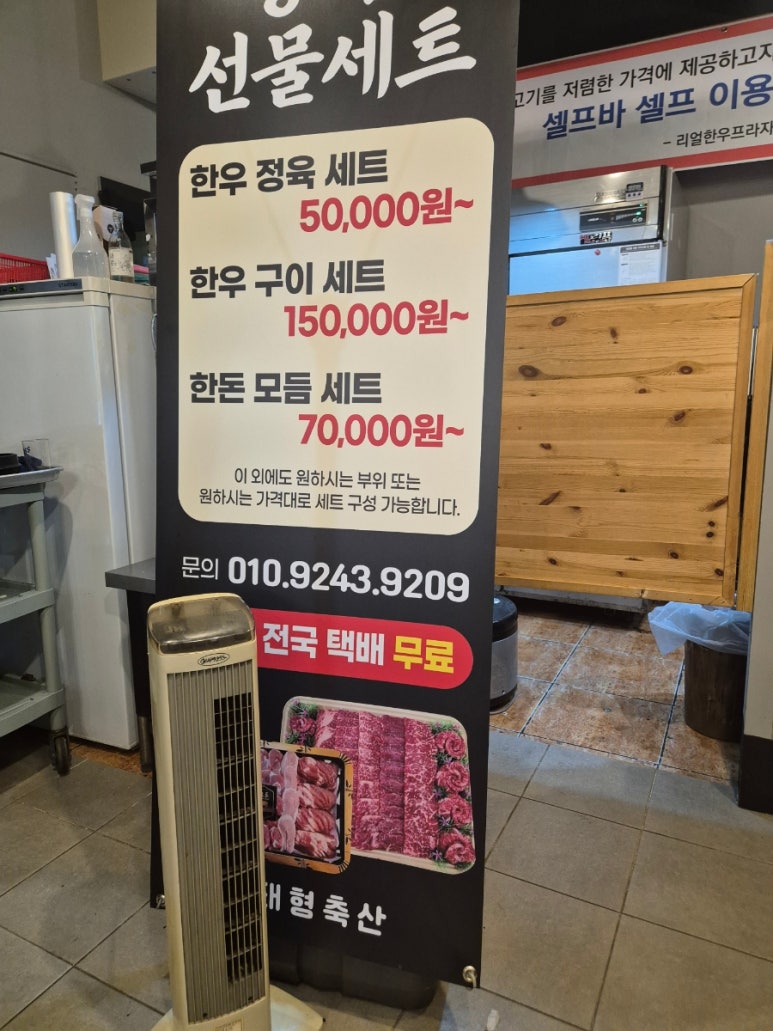 선물세트
한우 정육 세트
50,000원~
한우 구이 세트
150,000원~
한돈 모듬 세트
70,000원~
이 외에도 원하시는 부위 또는
원하시는 가격대로 세트 구성 가능합니다.
문의 010.9243.9209
전국 택배 무료
형축산
고기를 저렴한 가격에 제공하고자
셀프바 셀프 이용
- 리얼한우프라자